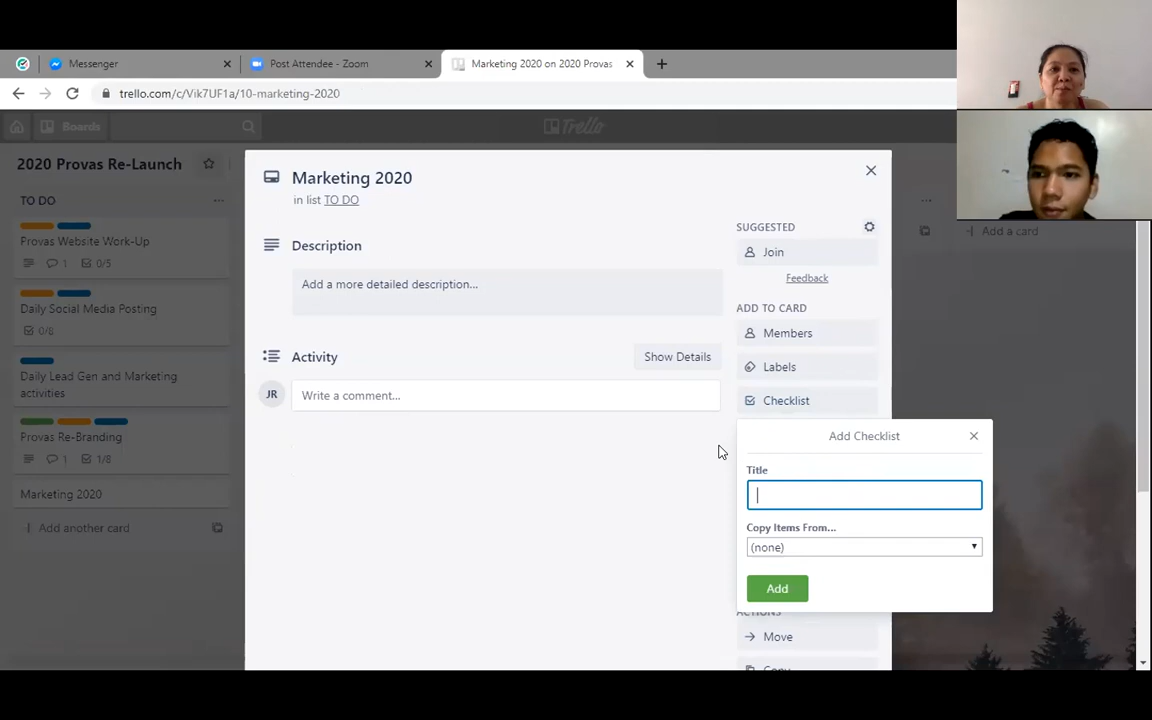 Messenger
Post Attendee - Zoom
Marketing 2020 on 2020 Provas
trello.com/c/Vik7UF1a/10-marketing-2020
Boards
Trello
2020 Provas Re-Launch
TO DO
Provas Website Work-Up
1
0/5
Daily Social Media Posting
0/8
Daily Lead Gen and Marketing
activities
Provas Re-Branding
1
1/8
Marketing 2020
Add another card
Marketing 2020
in list TO DO
Description
Add a more detailed description...
Activity
Show Details
JR
Write a comment...
SUGGESTED
Join
Feedback
ADD TO CARD
Members
Labels
Checklist
Add Checklist
Title
Copy Items From...
(none)
Add
ACTIONS
Move
Copy
Add a card